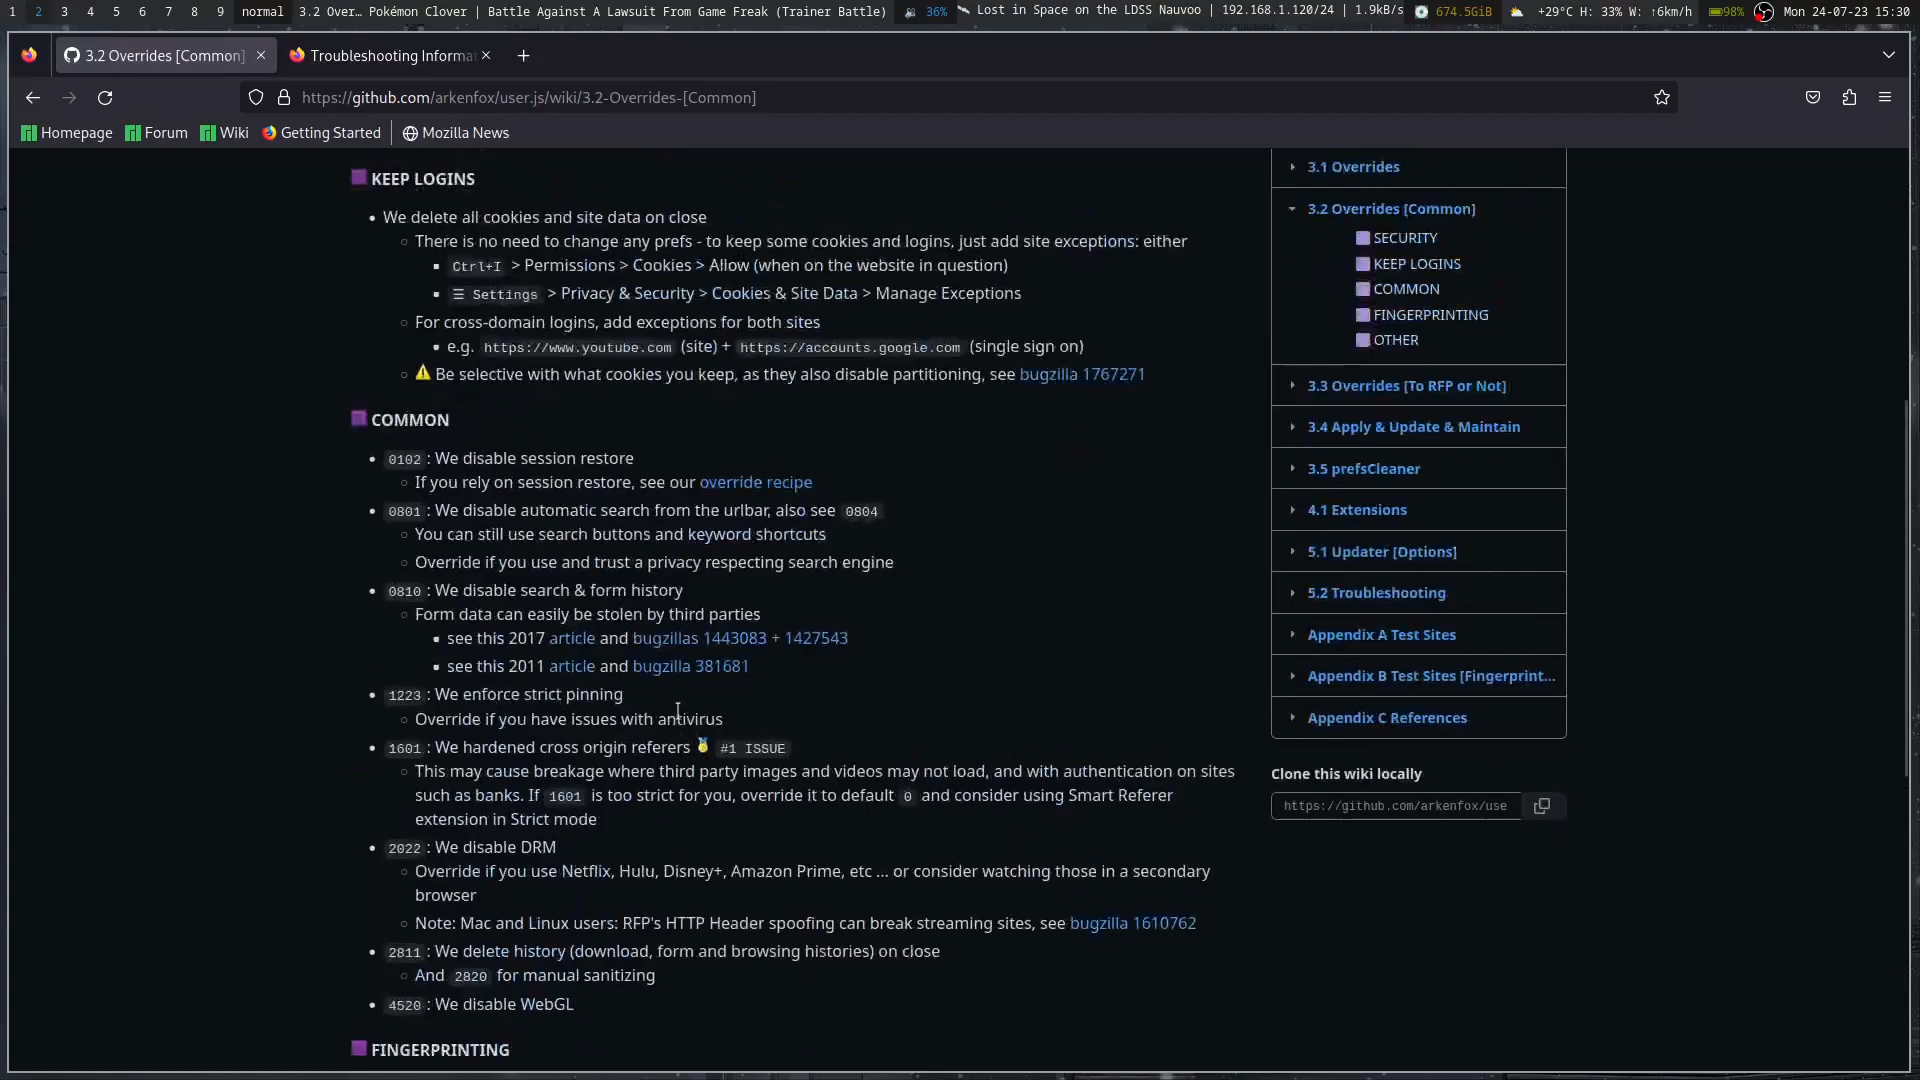 1 2 3 4 5 6 7 8 9 normal 3.2 Over… Pokémon Clover | Battle Against A Lawsuit From Game Freak (Trainer Battle) 36% Lost in Space on the LDSS Nauvoo | 192.168.1.120/24 | 1.9kB/s 674.5GiB +29°C H: 33% W: ↑6km/h 98% Mon 24-07-23 15:30
3.2 Overrides [Common] Troubleshooting Informa
https://github.com/arkenfox/user.js/wiki/3.2-Overrides-[Common]
Homepage Forum Wiki Getting Started Mozilla News
KEEP LOGINS
We delete all cookies and site data on close
There is no need to change any prefs - to keep some cookies and logins, just add site exceptions: either
Ctrl+I > Permissions > Cookies > Allow (when on the website in question)
☰ Settings > Privacy & Security > Cookies & Site Data > Manage Exceptions
For cross-domain logins, add exceptions for both sites
e.g. https://www.youtube.com (site) + https://accounts.google.com (single sign on)
⚠ Be selective with what cookies you keep, as they also disable partitioning, see bugzilla 1767271
COMMON
0102 : We disable session restore
If you rely on session restore, see our override recipe
0801 : We disable automatic search from the urlbar, also see 0804
You can still use search buttons and keyword shortcuts
Override if you use and trust a privacy respecting search engine
0810 : We disable search & form history
Form data can easily be stolen by third parties
see this 2017 article and bugzillas 1443083 + 1427543
see this 2011 article and bugzilla 381681
1223 : We enforce strict pinning
Override if you have issues with antivirus
1601 : We hardened cross origin referers 🥇 #1 ISSUE
This may cause breakage where third party images and videos may not load, and with authentication on sites
such as banks. If 1601 is too strict for you, override it to default 0 and consider using Smart Referer
extension in Strict mode
2022 : We disable DRM
Override if you use Netflix, Hulu, Disney+, Amazon Prime, etc ... or consider watching those in a secondary
browser
Note: Mac and Linux users: RFP's HTTP Header spoofing can break streaming sites, see bugzilla 1610762
2811 : We delete history (download, form and browsing histories) on close
And 2820 for manual sanitizing
4520 : We disable WebGL
FINGERPRINTING
3.1 Overrides
3.2 Overrides [Common]
SECURITY
KEEP LOGINS
COMMON
FINGERPRINTING
OTHER
3.3 Overrides [To RFP or Not]
3.4 Apply & Update & Maintain
3.5 prefsCleaner
4.1 Extensions
5.1 Updater [Options]
5.2 Troubleshooting
Appendix A Test Sites
Appendix B Test Sites [Fingerprint...
Appendix C References
Clone this wiki locally
https://github.com/arkenfox/use